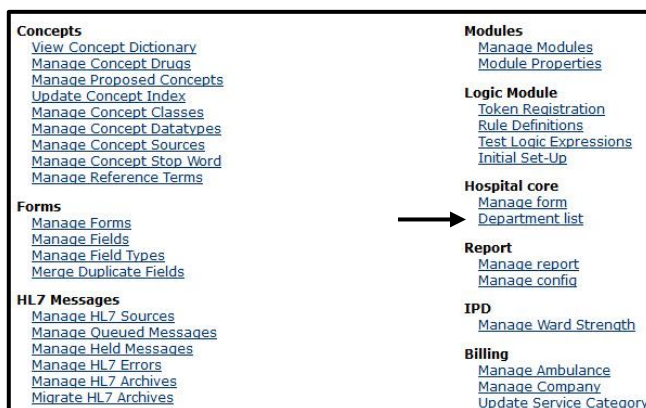 Concepts
View Concept Dictionary
Manage Concept Drugs
Manage Proposed Concepts
Update Concept Index
Manage Concept Classes
Manage Concept Datatypes
Manage Concept Sources
Manage Concept Stop Word
Manage Reference Terms
Forms
Manage Forms
Manage Fields
Manage Field Types
Merge Duplicate Fields
HL7 Messages
Manage HL7 Sources
Manage Queued Messages
Manage Held Messages
Manage HL7 Errors
Manage HL7 Archives
Migrate HL7 Archives
Modules
Manage Modules
Module Properties
Logic Module
Token Registration
Rule Definitions
Test Logic Expressions
Initial Set-Up
Hospital core
Manage form
Department list
Report
Manage report
Manage config
IPD
Manage Ward Strength
Billing
Manage Ambulance
Manage Company
Update Service Category